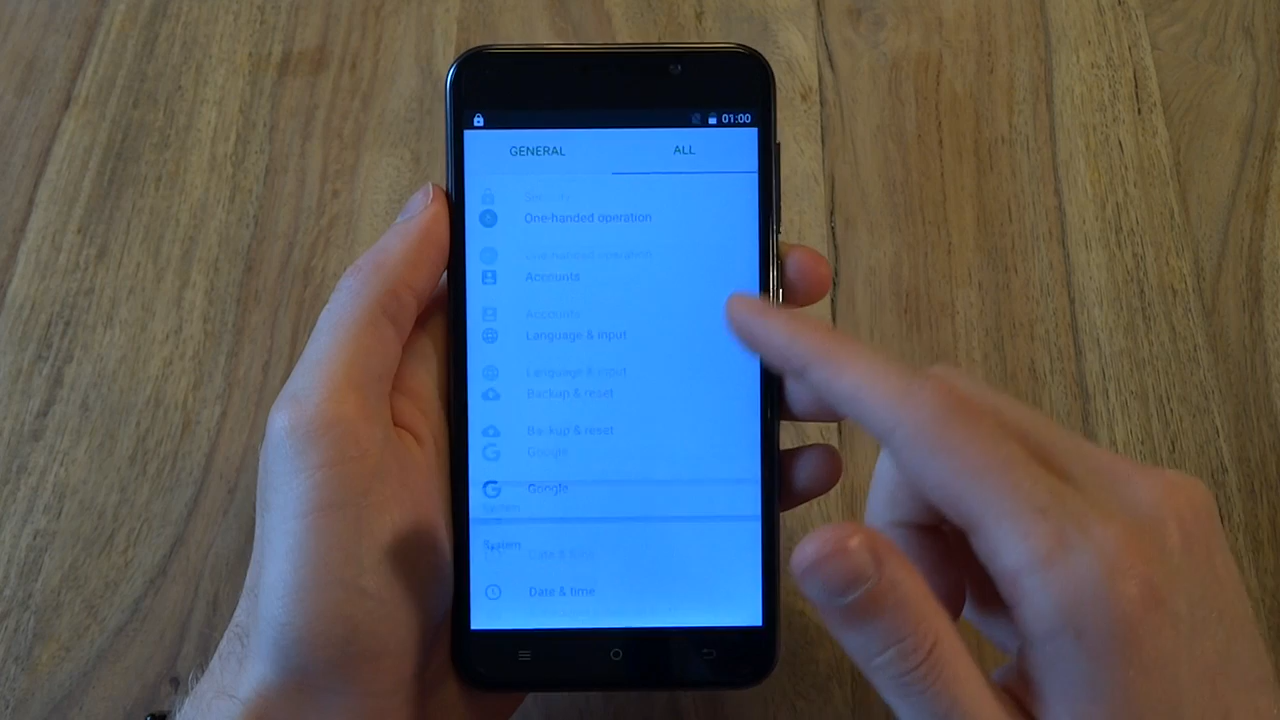 01:00
GENERAL ALL
Security
One-handed operation
One-handed operation
Accounts
Accounts
Language & input
Language & input
Backup & reset
Backup & reset
Google
Google
System
System
Date & time
Date & time